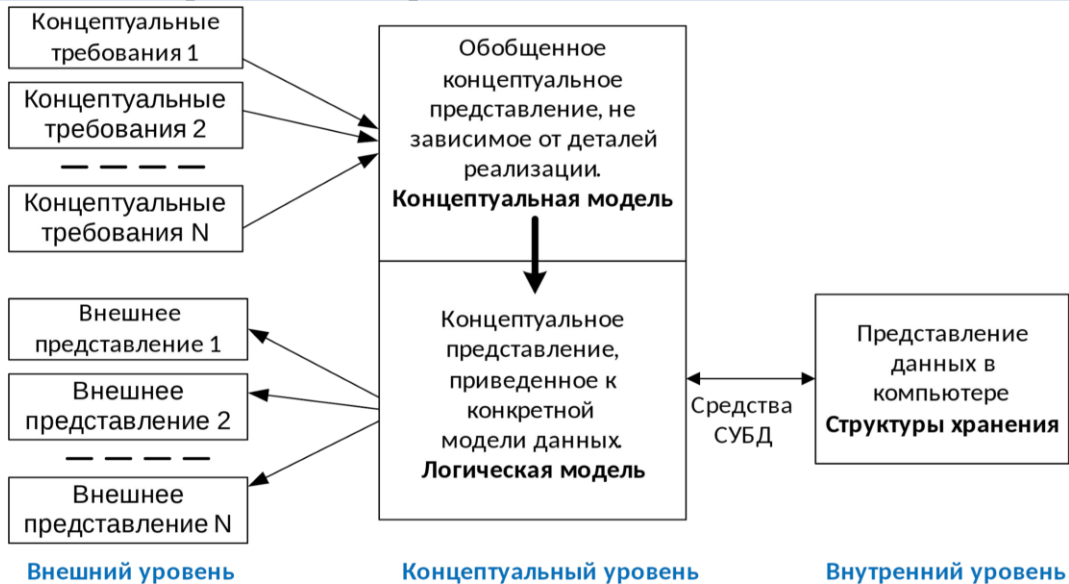 Концептуальные
требования 1
Концептуальные
требования 2
Концептуальные
требования N
Внешнее
представление 1
Внешнее
представление 2
Внешнее
представление N
Внешний уровень
Обобщенное
концептуальное
представление, не
зависимое от деталей
реализации.
Концептуальная модель
Концептуальное
представление,
приведенное к
конкретной
модели данных.
Логическая модель
Концептуальный уровень
Средства
СУБД
Представление
данных в
компьютере
Структуры хранения
Внутренний уровень